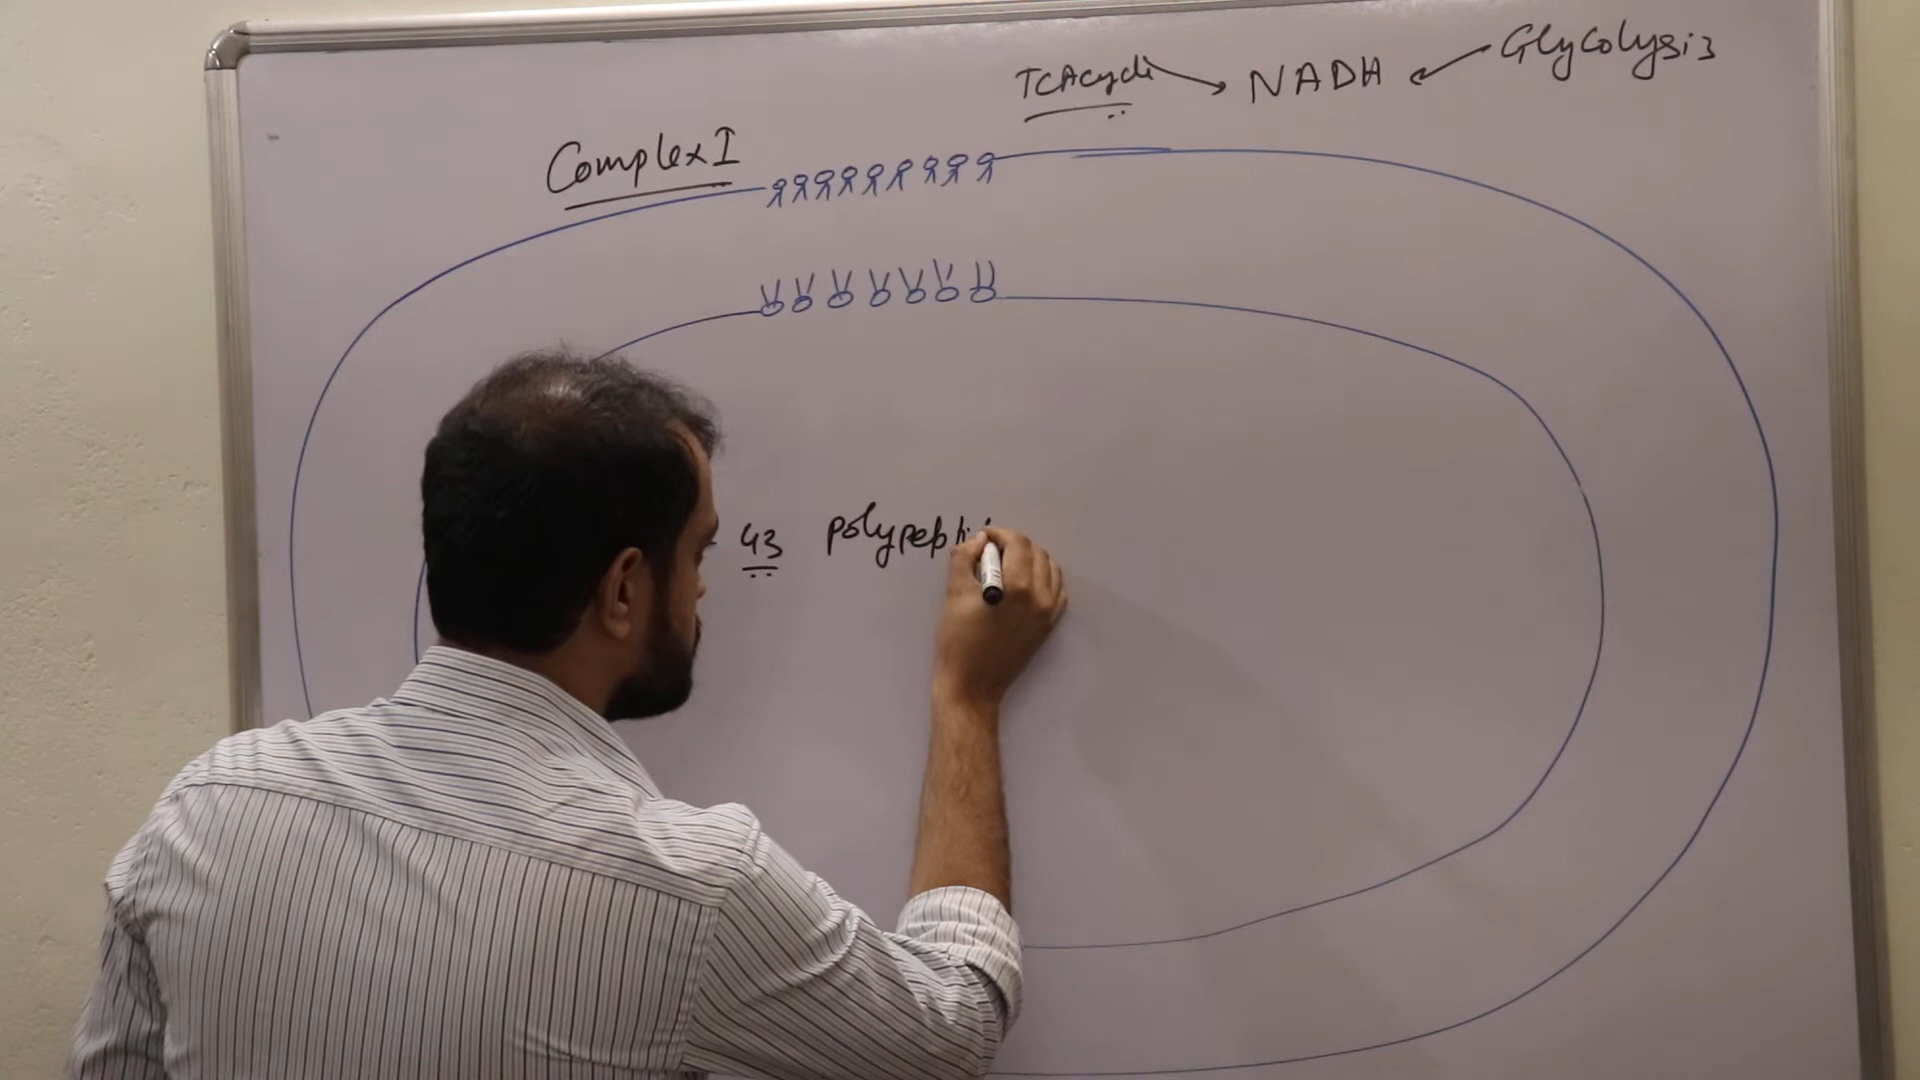 Glycolysis
TCAcycle → NADH ←
Complex I
- 43 polypepti